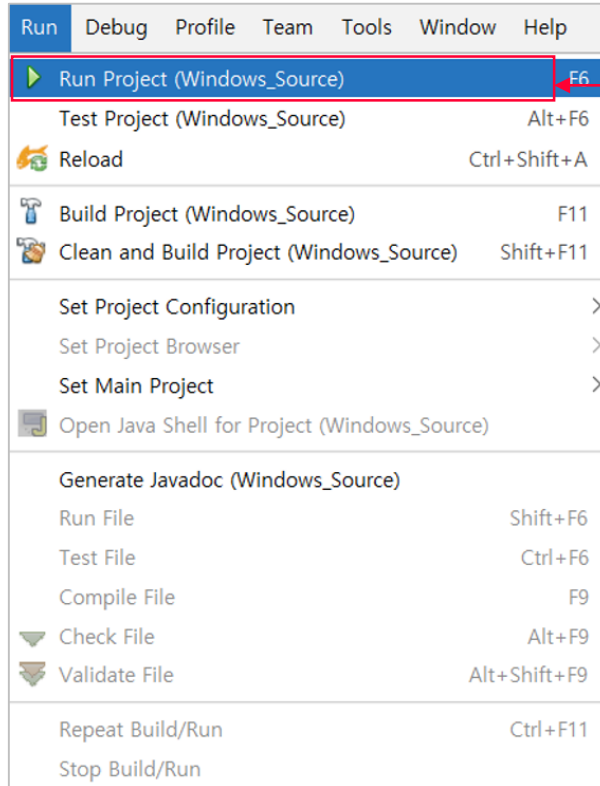 Run Debug Profile Team Tools Window Help
Run Project (Windows_Source) F6
Test Project (Windows_Source) Alt+F6
Reload Ctrl+Shift+A
Build Project (Windows_Source) F11
Clean and Build Project (Windows_Source) Shift+F11
Set Project Configuration
Set Project Browser
Set Main Project
Open Java Shell for Project (Windows_Source)
Generate Javadoc (Windows_Source)
Run File Shift+F6
Test File Ctrl+F6
Compile File F9
Check File Alt+F9
Validate File Alt+Shift+F9
Repeat Build/Run Ctrl+F11
Stop Build/Run